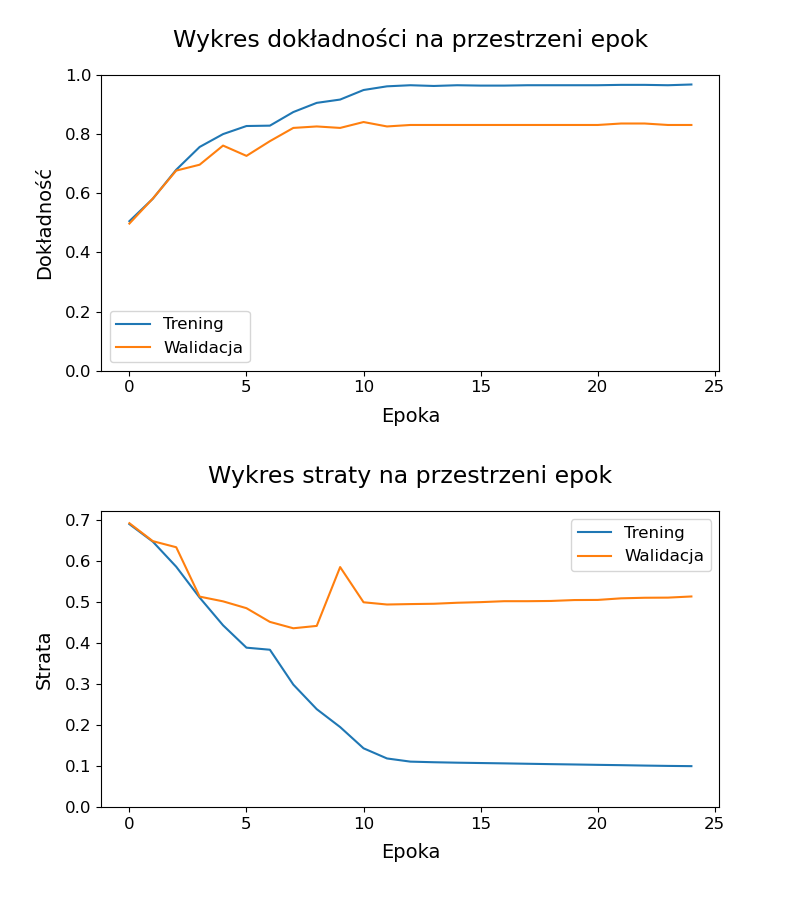 Wykres dokładności na przestrzeni epok
1.0
0.8
0.6
0.4
0.2
0.0
Dokładność
Trening
Walidacja
0 5 10 15 20 25
Epoka
Wykres straty na przestrzeni epok
0.7
0.6
0.5
0.4
0.3
0.2
0.1
0.0
Strata
Trening
Walidacja
0 5 10 15 20 25
Epoka